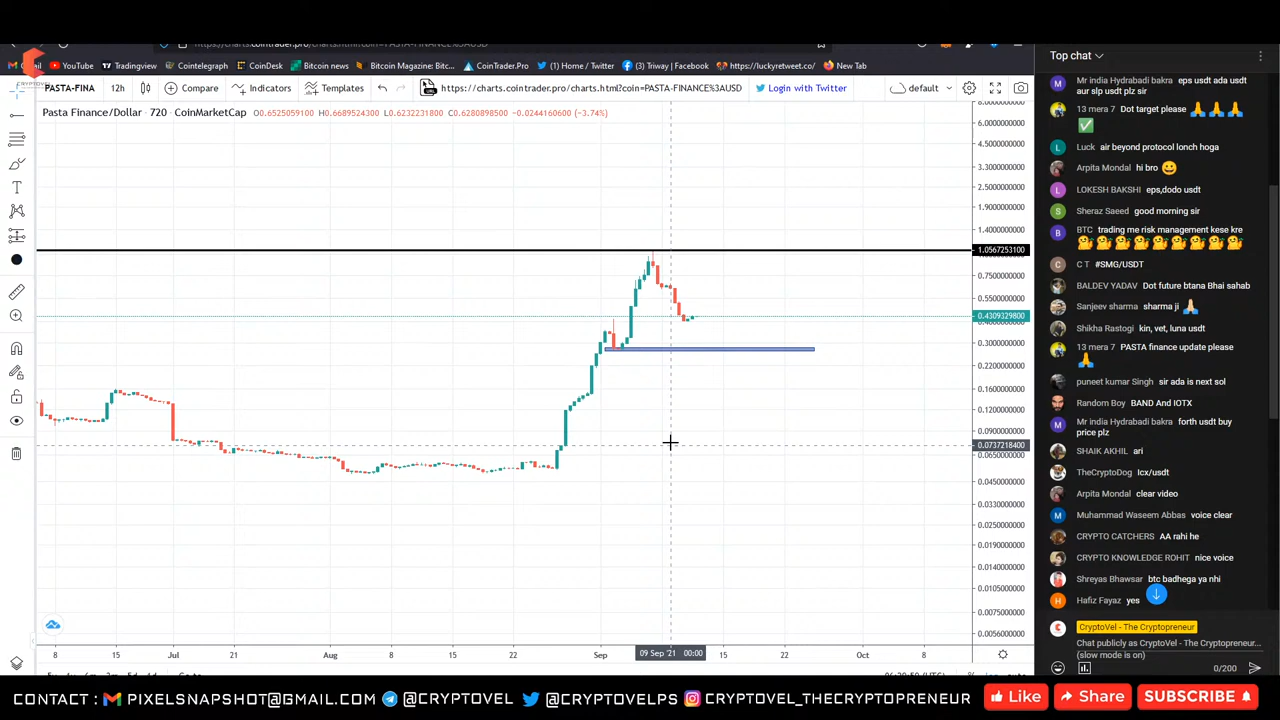 https://charts.cointrader.pro/charts.html?coin=PASTA-FINANCE%3AUSD
YouTube
Tradingview
Cointelegraph
CoinDesk
Bitcoin news
Bitcoin Magazine: Bitc...
CoinTrader.Pro
(1) Home / Twitter
(3) Triway | Facebook
https://luckyretweet.co/
New Tab
CRYPTOVEL
PASTA-FINA
12h
Compare
Indicators
Templates
https://charts.cointrader.pro/charts.html?coin=PASTA-FINANCE%3AUSD
Login with Twitter
default
Pasta Finance/Dollar · 720 · CoinMarketCap O0.6525059100 H0.6689524300 L0.6232231800 C0.6280898500 −0.0244160600 (−3.74%)
6.0000000000
4.5000000000
3.3000000000
2.5000000000
1.9000000000
1.4000000000
1.0567253100
0.7500000000
0.5500000000
0.4309329800
0.3000000000
0.2200000000
0.1600000000
0.1200000000
0.0900000000
0.0737218400
0.0650000000
0.0450000000
0.0330000000
0.0250000000
0.0190000000
0.0140000000
0.0105000000
0.0075000000
0.0056000000
8 15 Jul 21 Aug 8 15 22 Sep 09 Sep '21 00:00 15 22 Oct 8
Top chat
Mr india Hydrabadi bakra eps usdt ada usdt
aur slp usdt plz sir
13 mera 7 Dot target please
Luck air beyond protocol lonch hoga
Arpita Mondal hi bro
LOKESH BAKSHI eps,dodo usdt
Sheraz Saeed good morning sir
BTC trading me risk management kese kre
C T #SMG/USDT
BALDEV YADAV Dot future btana Bhai sahab
Sanjeev sharma sharma ji
Shikha Rastogi kin, vet, luna usdt
13 mera 7 PASTA finance update please
puneet kumar Singh sir ada is next sol
Random Boy BAND And IOTX
Mr india Hydrabadi bakra forth usdt buy
price plz
SHAIK AKHIL ari
TheCryptoDog Icx/usdt
Arpita Mondal clear video
Muhammad Waseem Abbas voice clear
CRYPTO CATCHERS AA rahi he
CRYPTO KNOWLEDGE ROHIT nice voice
Shreyas Bhawsar btc badhega ya nhi
Hafiz Fayaz yes
CryptoVel - The Cryptopreneur
Chat publicly as CryptoVel - The Cryptopreneur...
(slow mode is on)
0/200
CONTACT : PIXELSNAPSHOT@GMAIL.COM @CRYPTOVEL @CRYPTOVELPS CRYPTOVEL_THECRYPTOPRENEUR
Like
Share
SUBSCRIBE